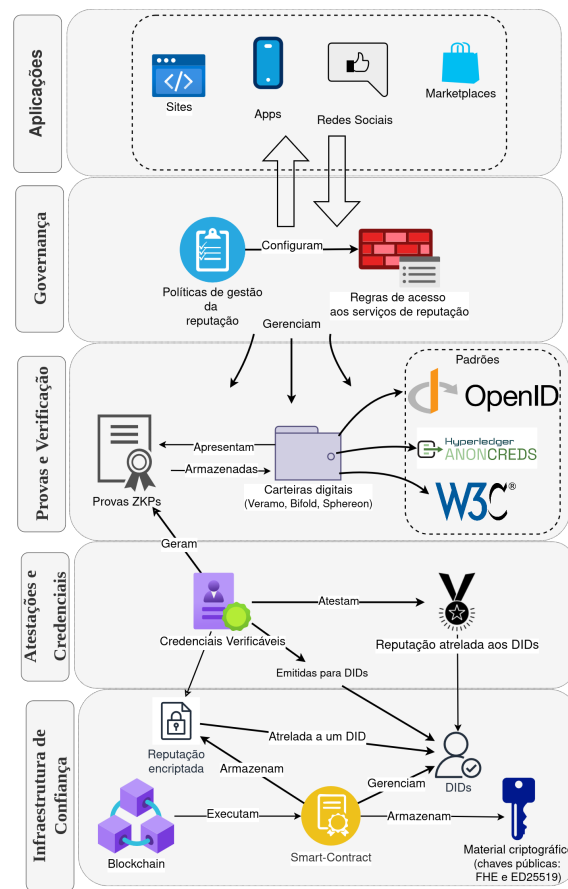 Aplicações
Sites
Apps
Redes Sociais
Marketplaces
Governança
Configuram
Políticas de gestão
da
reputação
Regras de acesso
aos serviços de reputação
Gerenciam
Provas e Verificação
Padrões
OpenID
Hyperledger
ANONCREDS
W3C®
Apresentam
Armazenadas
Provas ZKPs
Carteiras digitais
(Veramo, Bifold, Sphereon)
Geram
Atestações e
Credenciais
Atestam
Credenciais Verificáveis
Reputação atrelada aos DIDs
Emitidas para DIDs
Infraestrutura de
Confiança
Reputação
encriptada
Atrelada a um DID
Armazenam
Gerenciam
DIDs
Executam
Armazenam
Blockchain
Smart-Contract
Material criptográfico
(chaves públicas:
FHE e ED25519)